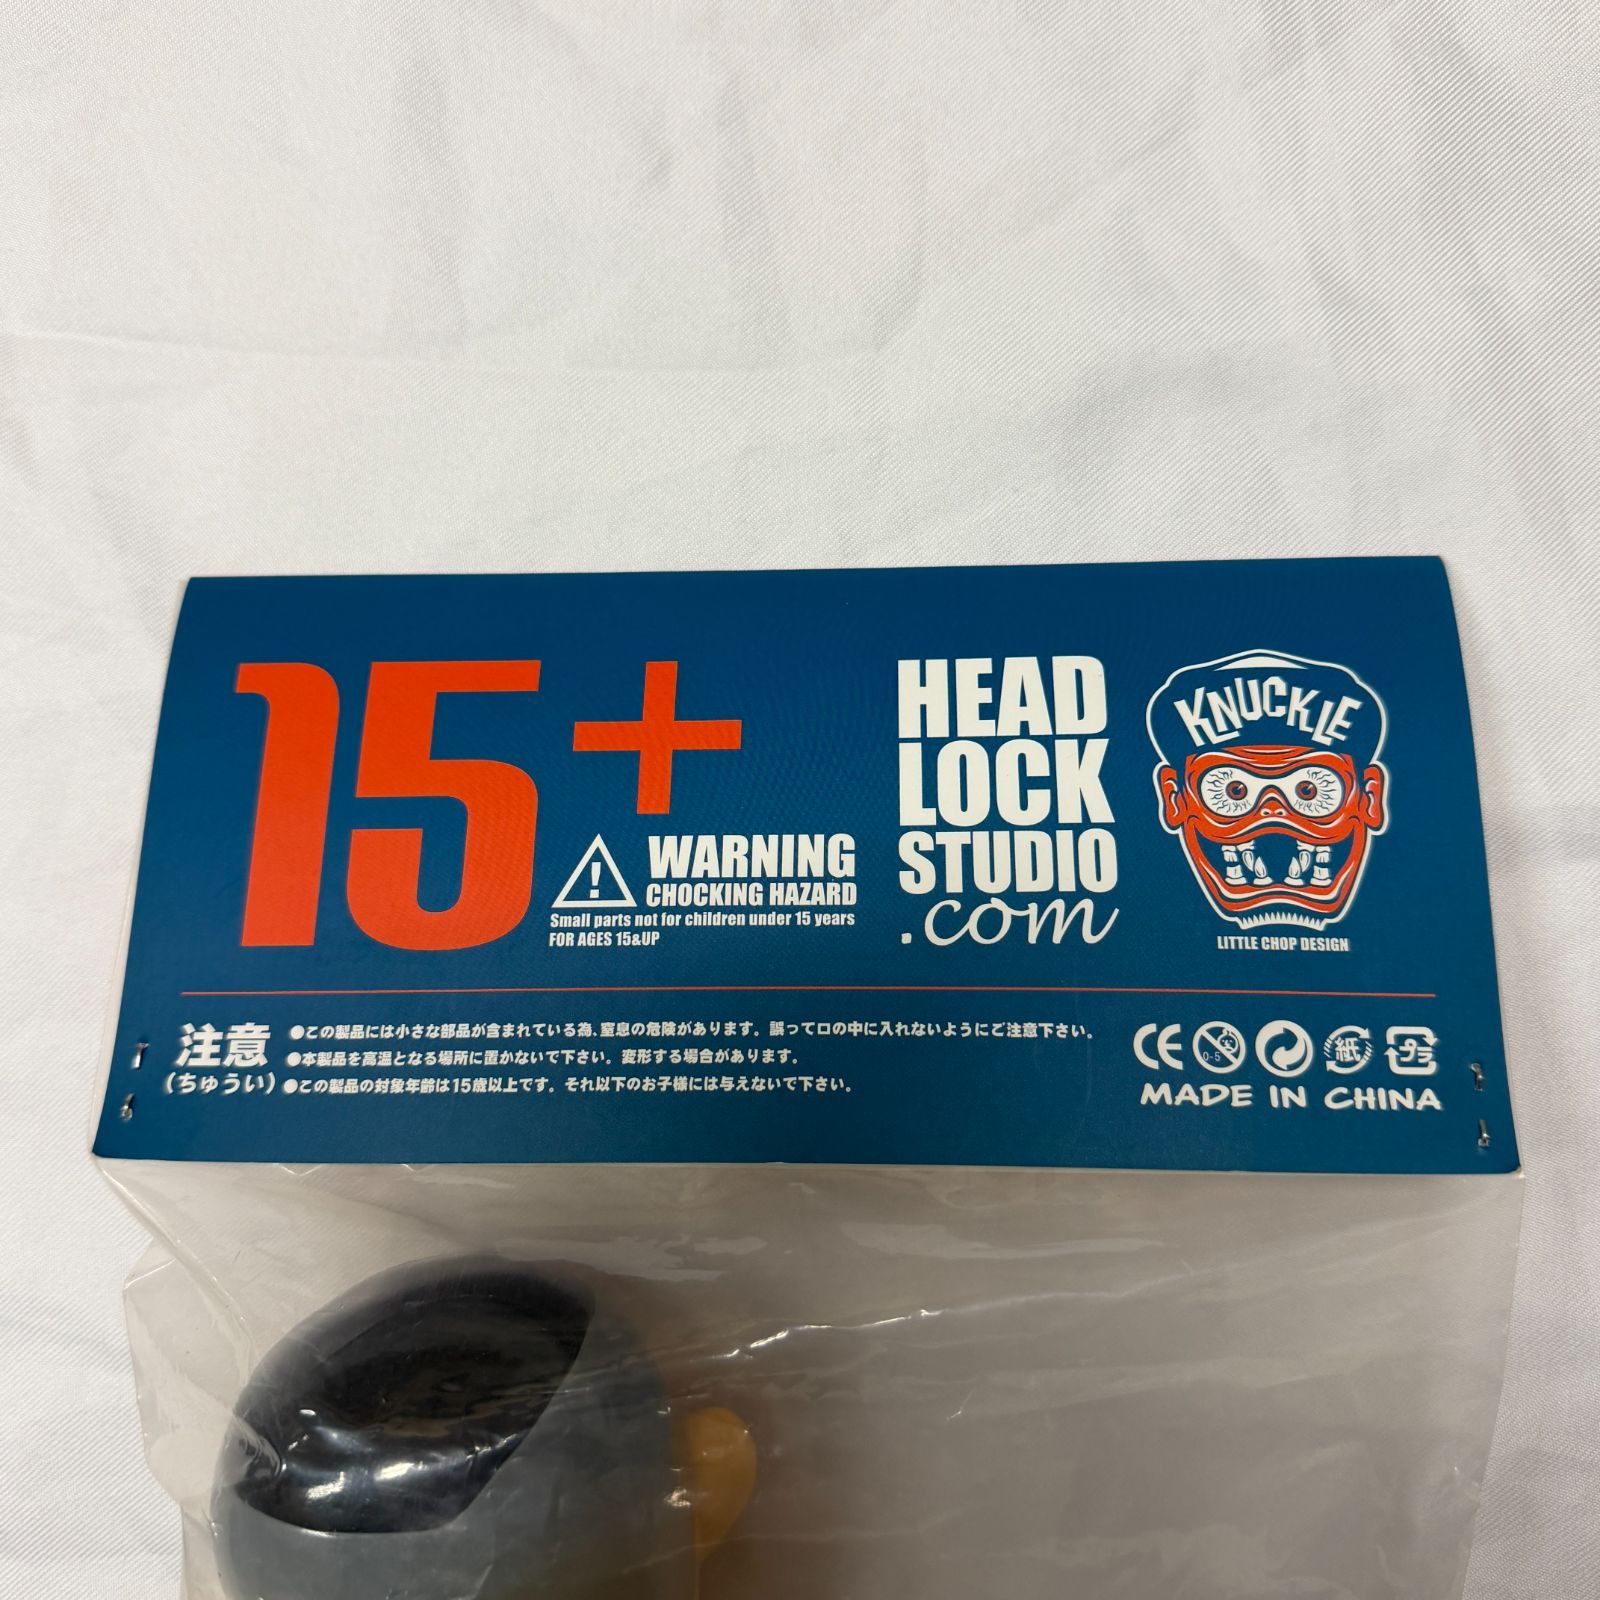 15+
WARNING
CHOCKING HAZARD
Small parts not for children under 15 years
FOR AGES 15&UP
HEAD
LOCK
STUDIO
.com
KNUCKLE
LITTLE CHOP DESIGN
注意
(ちゅうい)
●この製品には小さな部品が含まれている為、窒息の危険があります。誤って口の中に入れないようにご注意下さい。
●本製品を高温となる場所に置かないで下さい。変形する場合があります。
●この製品の対象年齢は15歳以上です。それ以下のお子様には与えないで下さい。
CE 0-5 紙 プラ
MADE IN CHINA